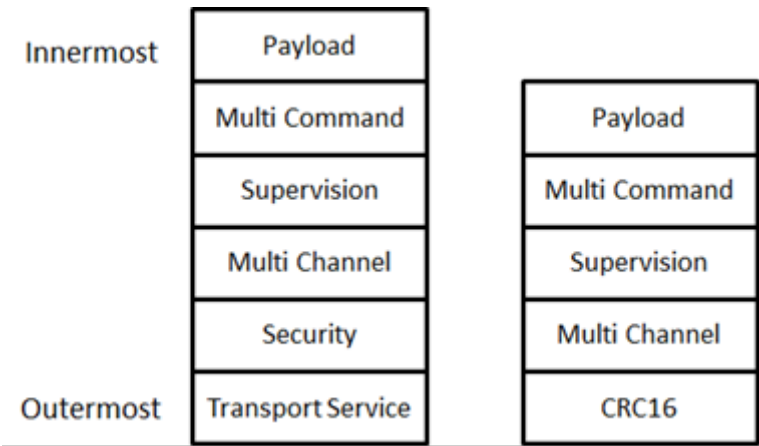 Innermost
Payload
Multi Command
Payload
Supervision
Multi Command
Multi Channel
Supervision
Security
Multi Channel
Outermost
Transport Service
CRC16